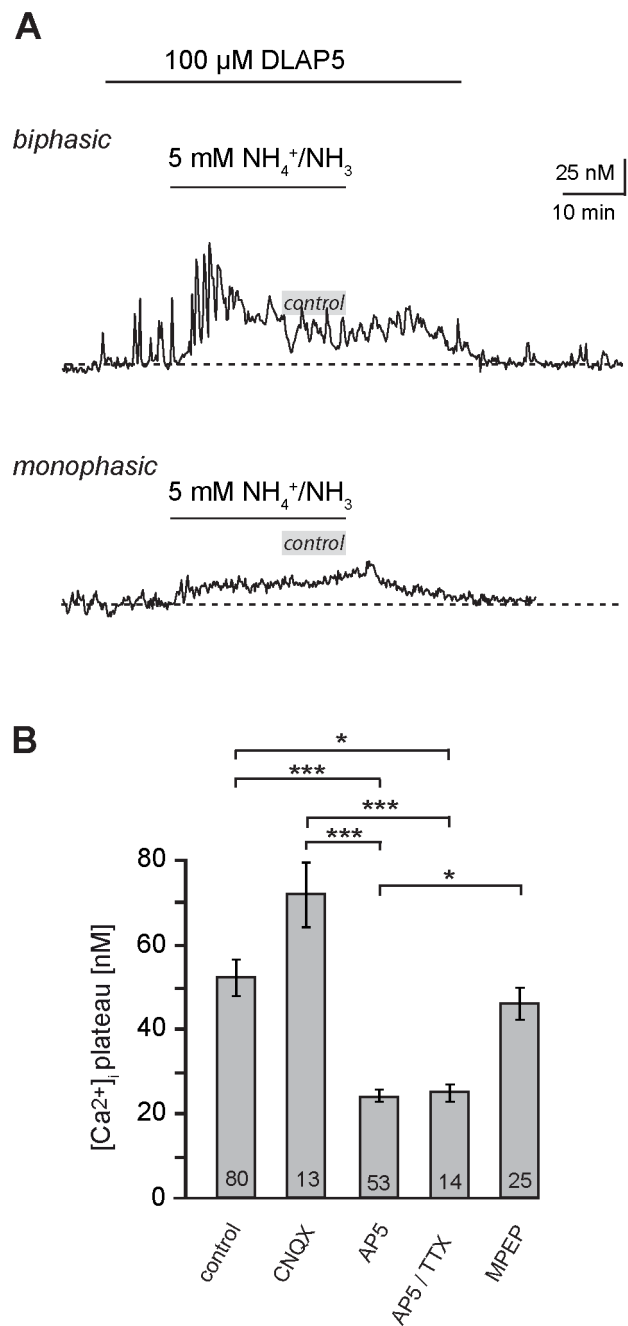 A
100 µM DLAP5
biphasic
5 mM NH₄⁺/NH₃
25 nM
10 min
control
monophasic
5 mM NH₄⁺/NH₃
control
B
*
***
***
***
*
80
60
40
20
0
[Ca2+]i plateau [nM]
80 13 53 14 25
control CNQX AP5 AP5 / TTX MPEP